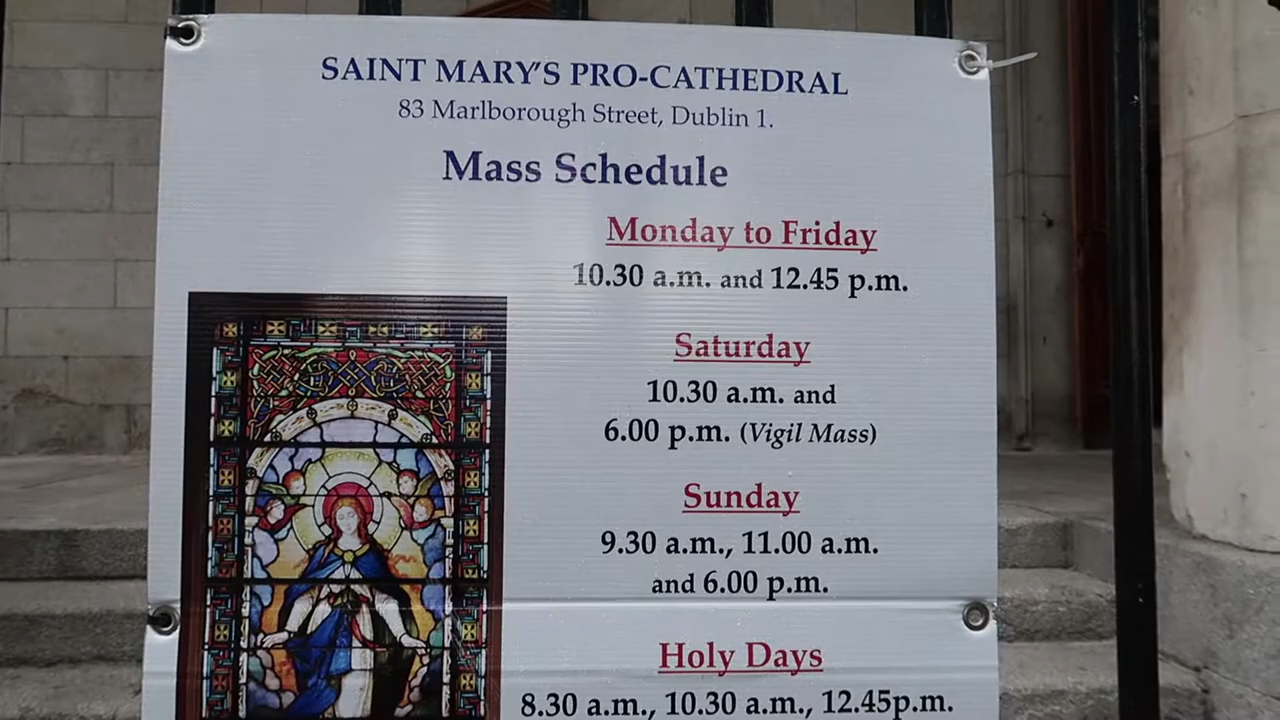 SAINT MARY'S PRO-CATHEDRAL
83 Marlborough Street, Dublin 1.
Mass Schedule
Monday to Friday
10.30 a.m. and 12.45 p.m.
Saturday
10.30 a.m. and
6.00 p.m. (Vigil Mass)
Sunday
9.30 a.m., 11.00 a.m.
and 6.00 p.m.
Holy Days
8.30 a.m., 10.30 a.m., 12.45p.m.